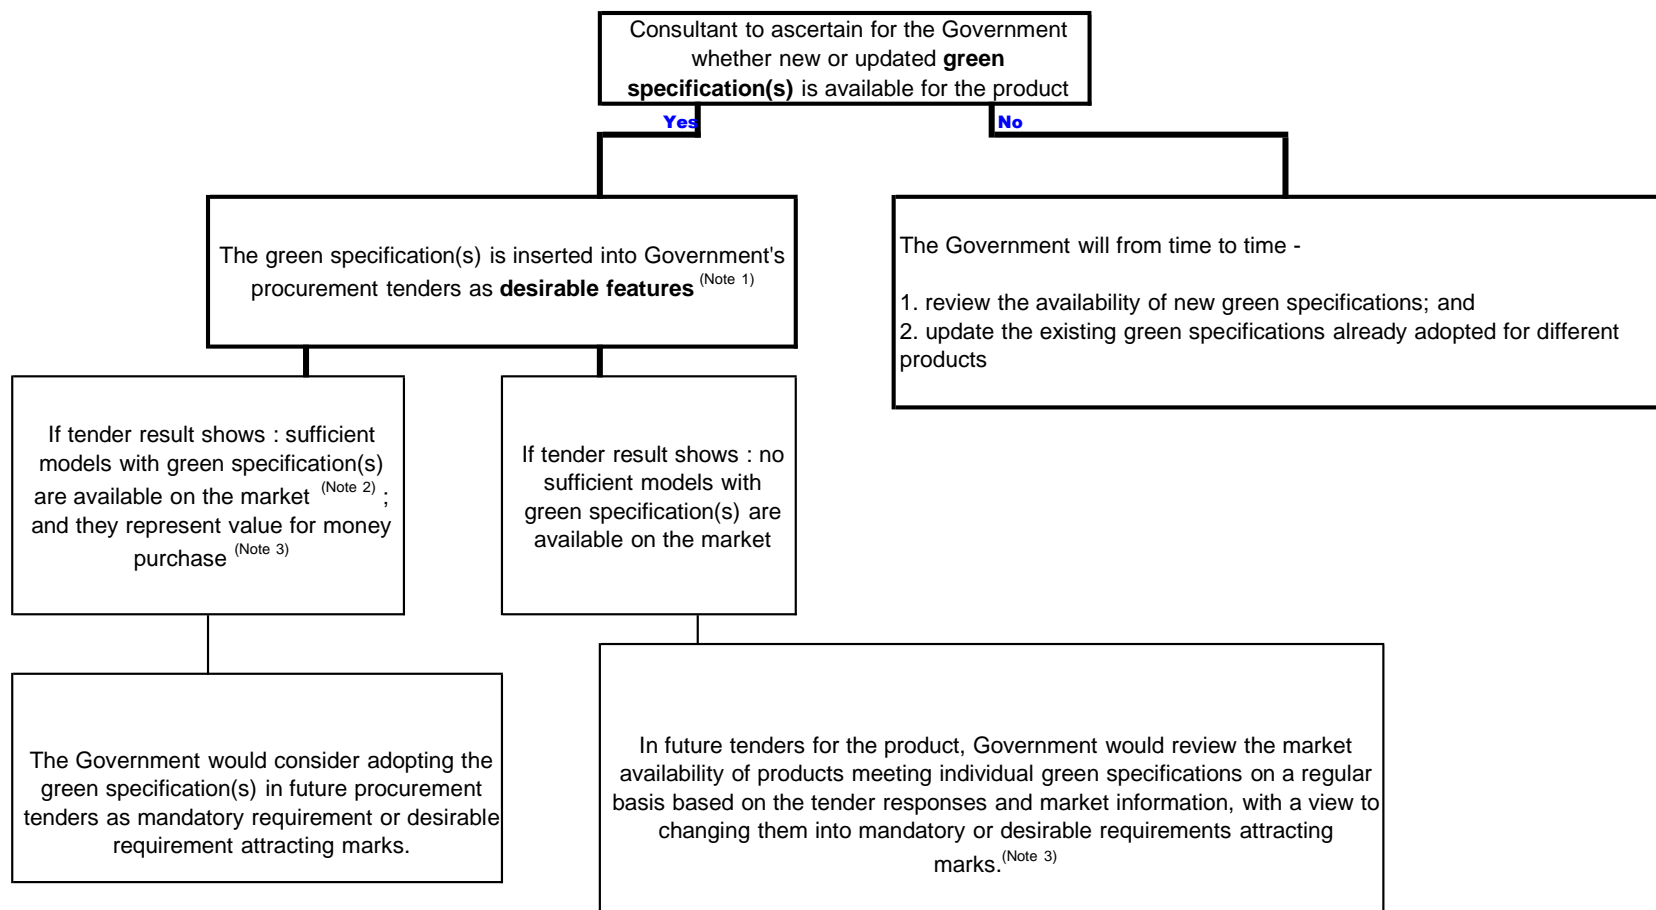 Consultant to ascertain for the Government
whether new or updated green
specification(s) is available for the product
Yes
No
The green specification(s) is inserted into Government's
procurement tenders as desirable features (Note 1)
The Government will from time to time -
1. review the availability of new green specifications; and
2. update the existing green specifications already adopted for different
products
If tender result shows : sufficient
models with green specification(s)
are available on the market (Note 2) ;
and they represent value for money
purchase (Note 3)
If tender result shows : no
sufficient models with
green specification(s) are
available on the market
The Government would consider adopting the
green specification(s) in future procurement
tenders as mandatory requirement or desirable
requirement attracting marks.
In future tenders for the product, Government would review the market
availability of products meeting individual green specifications on a regular
basis based on the tender responses and market information, with a view to
changing them into mandatory or desirable requirements attracting
marks.(Note 3)